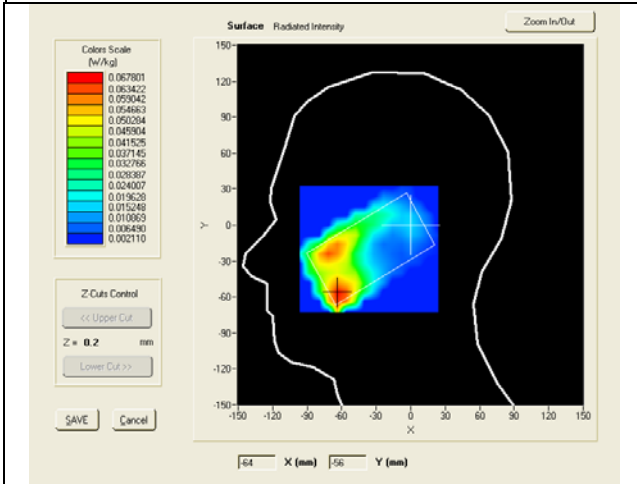 Surface Radiated Intensity
Zoom In/Out
Colors Scale
(W/kg)
0.067801
0.063422
0.059042
0.054663
0.050284
0.045904
0.041525
0.037145
0.032766
0.028387
0.024007
0.019628
0.015248
0.010869
0.006490
0.002110
Z-Cuts Control
<< Upper Cut
Z = 0.2 mm
Lower Cut >>
SAVE Cancel
150-
120-
90-
60-
30-
0-
-30-
-60-
-90-
-120-
-150-
Y
-150 -120 -90 -60 -30 0 30 60 90 120 150
X
-64 X (mm) -56 Y (mm)